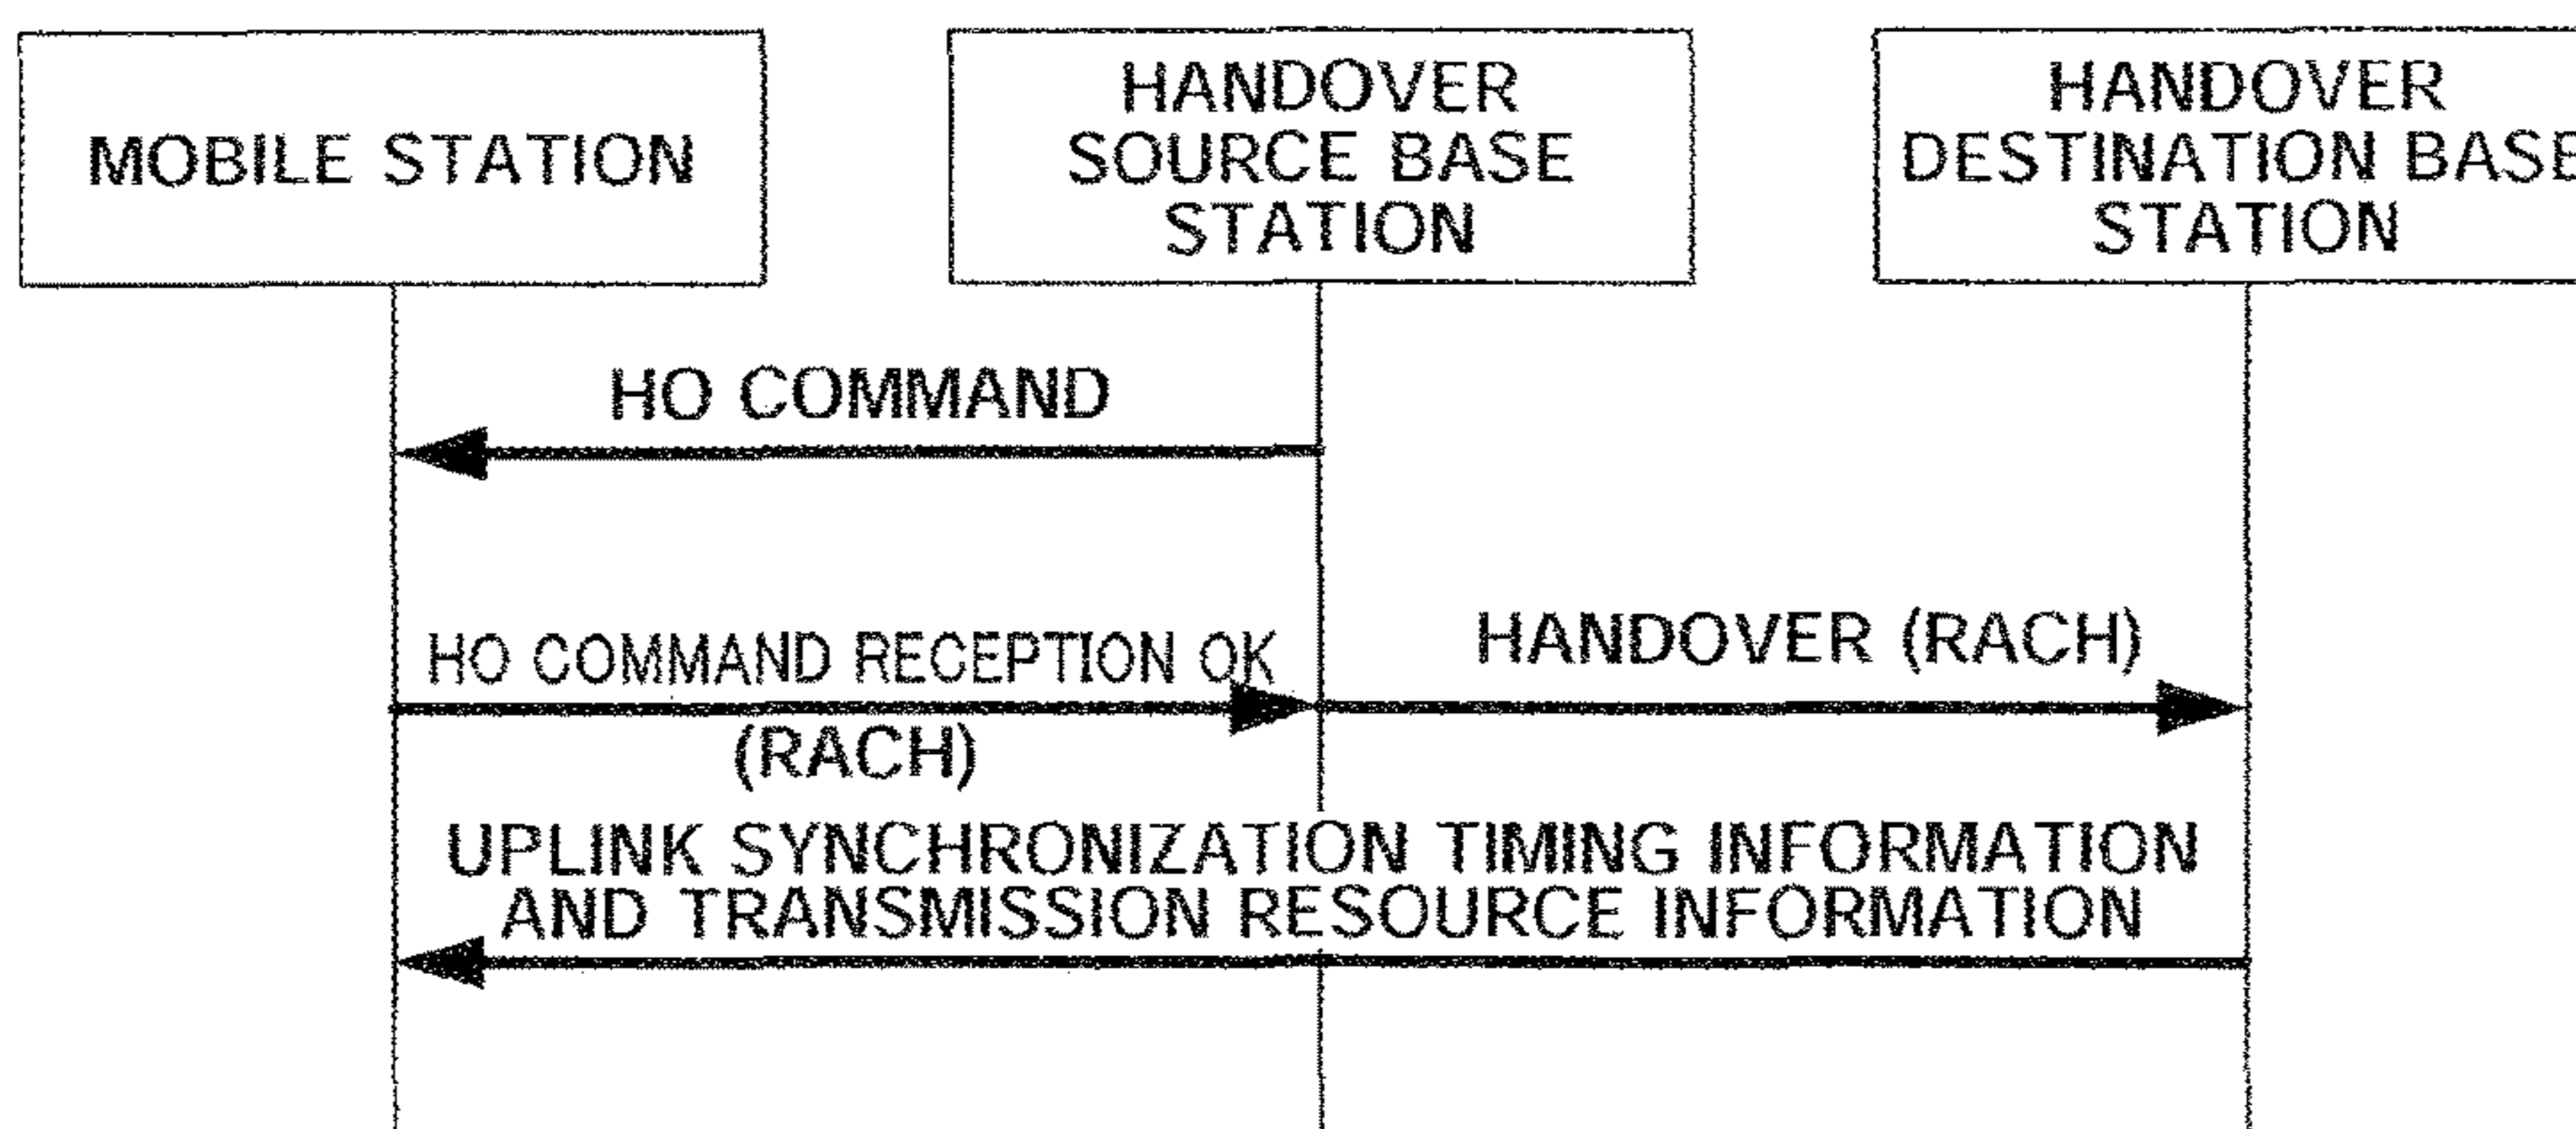 MOBILE STATION
HANDOVER
SOURCE BASE
STATION
HANDOVER
DESTINATION BASE
STATION
HO COMMAND
HO COMMAND RECEPTION OK
(RACH)
HANDOVER (RACH)
UPLINK SYNCHRONIZATION TIMING INFORMATION
AND TRANSMISSION RESOURCE INFORMATION